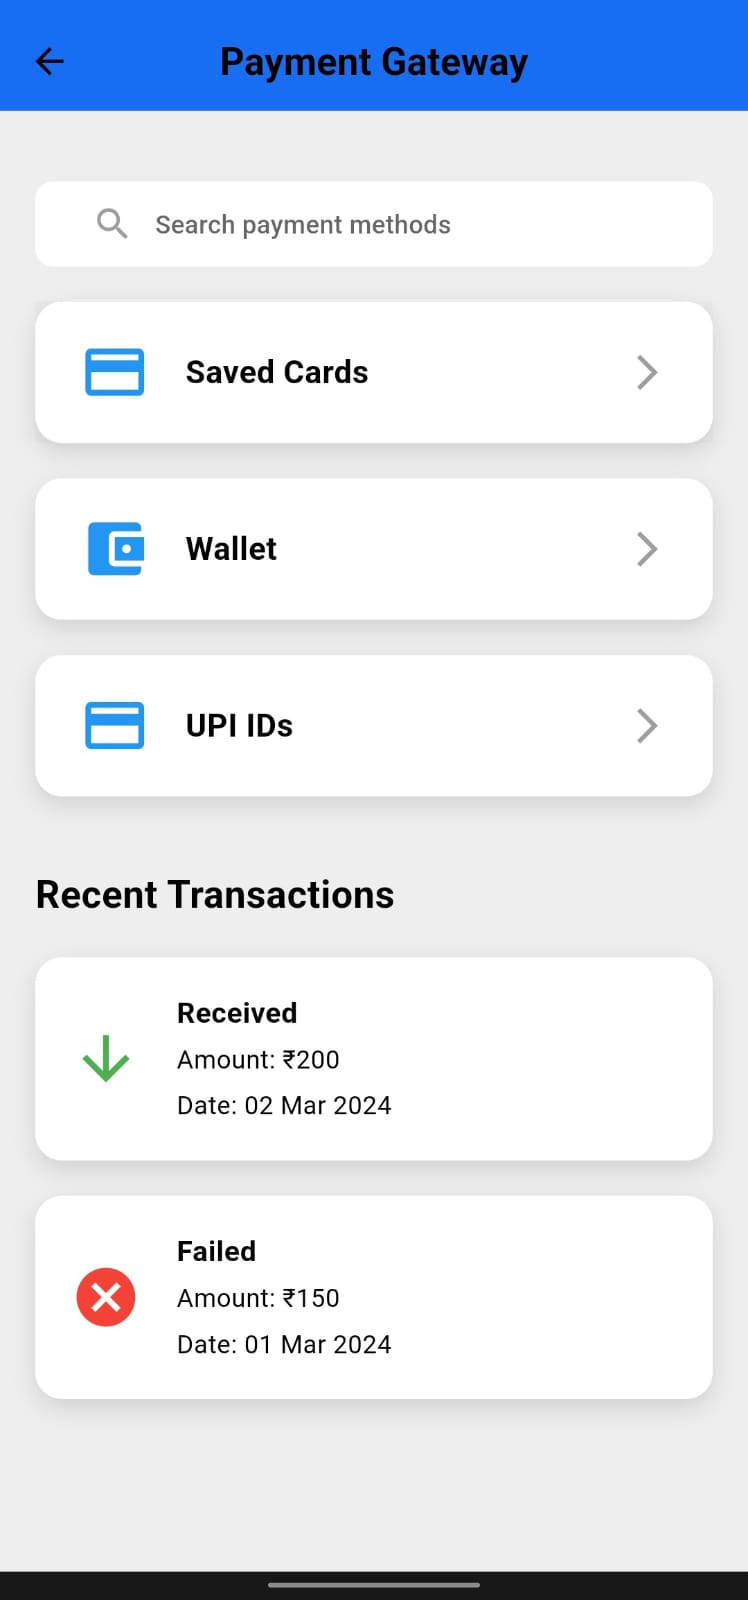 Payment Gateway
Search payment methods
Saved Cards
Wallet
UPI IDs
Recent Transactions
Received
Amount: ₹200
Date: 02 Mar 2024
Failed
Amount: ₹150
Date: 01 Mar 2024